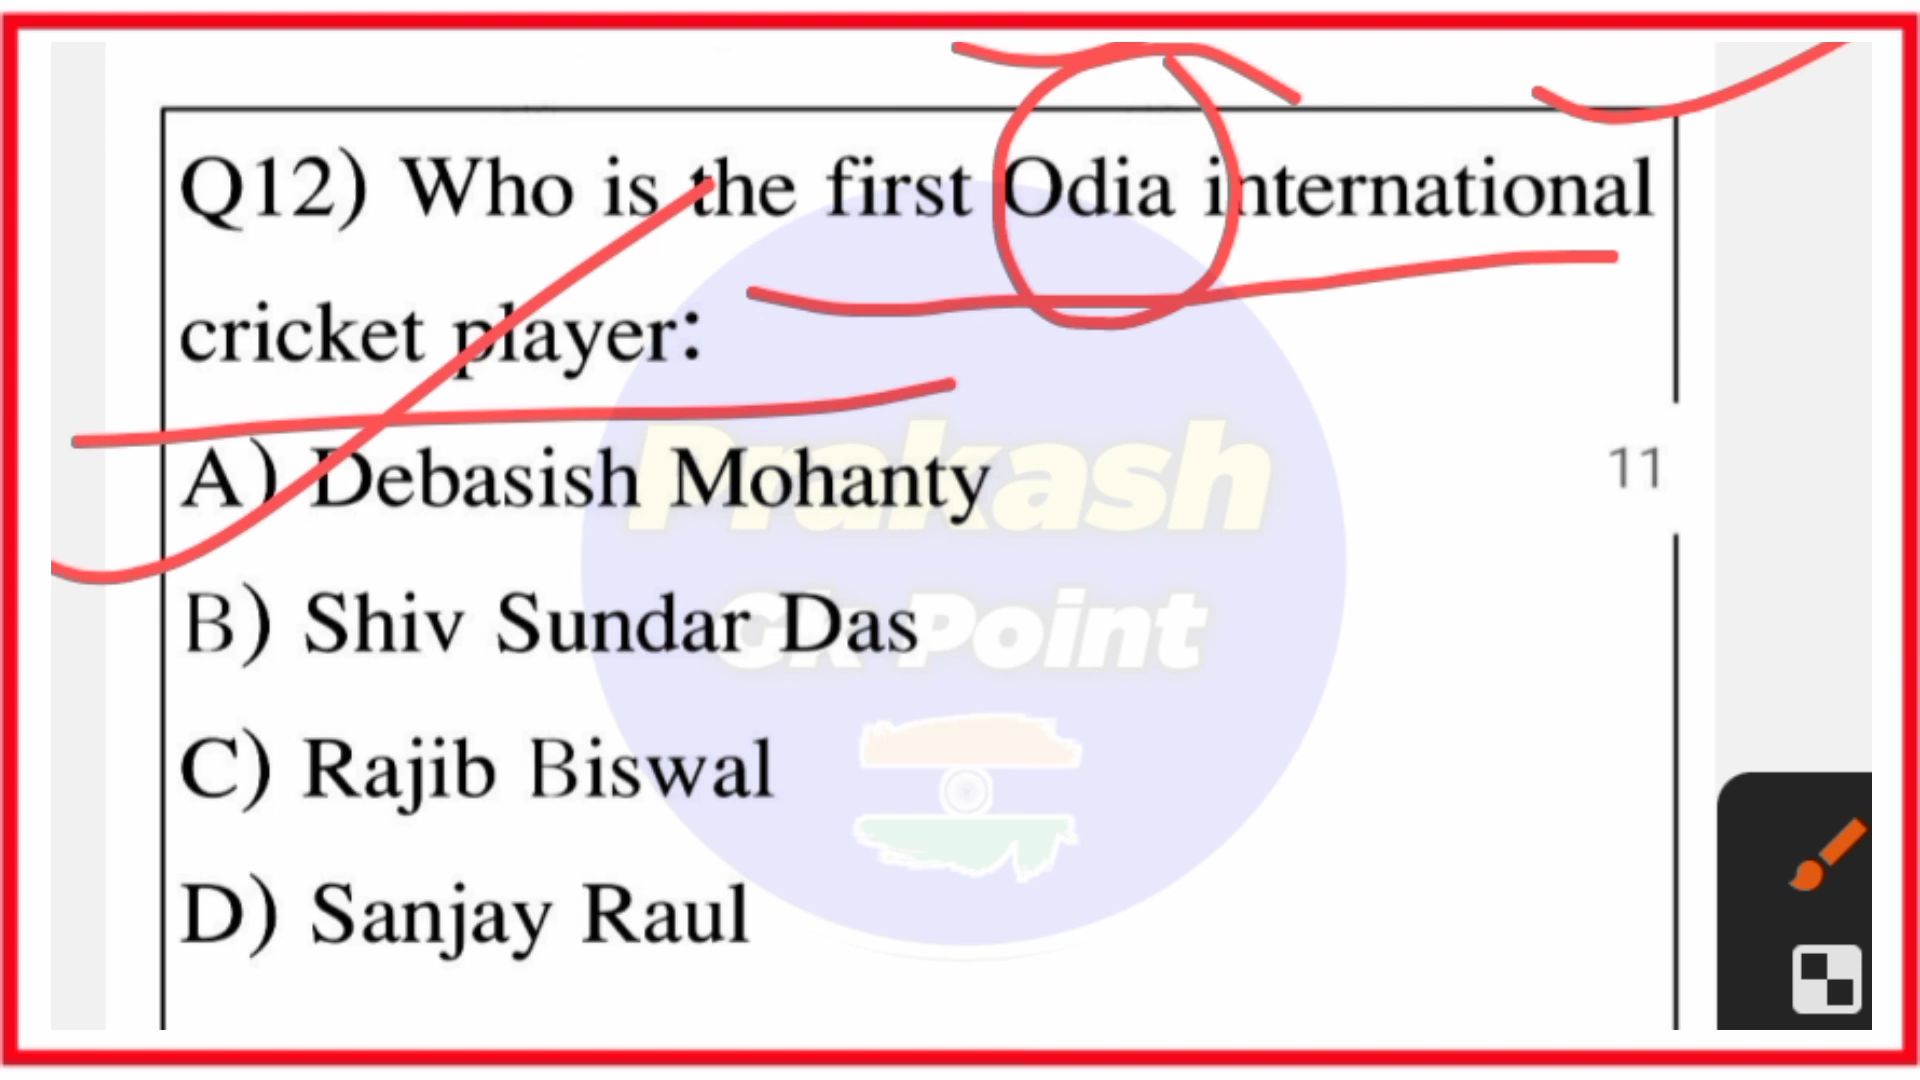 Q12) Who is the first Odia international
cricket player:
A) Debasish Mohanty
11
B) Shiv Sundar Das
C) Rajib Biswal
D) Sanjay Raul
Prakash
Gk Point